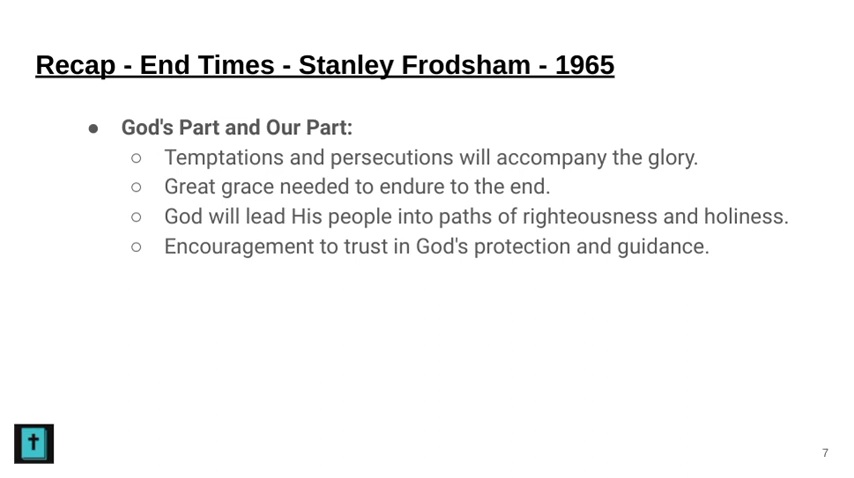 Recap - End Times - Stanley Frodsham - 1965
● God's Part and Our Part:
○ Temptations and persecutions will accompany the glory.
○ Great grace needed to endure to the end.
○ God will lead His people into paths of righteousness and holiness.
○ Encouragement to trust in God's protection and guidance.
7